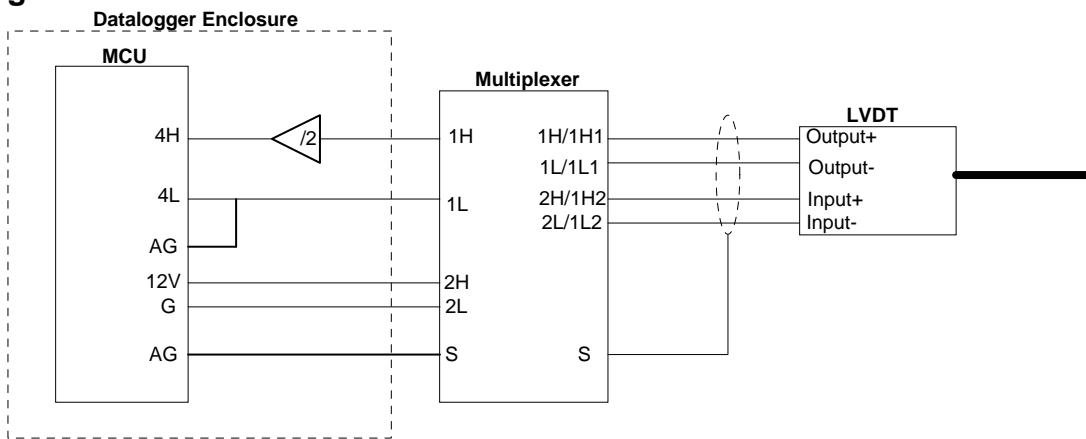 g
Datalogger Enclosure
MCU
4H
4L
AG
12V
G
AG
/2
Multiplexer
1H
1L
2H
2L
S
1H/1H1
1L/1L1
2H/1H2
2L/1L2
S
LVDT
Output+
Output-
Input+
Input-